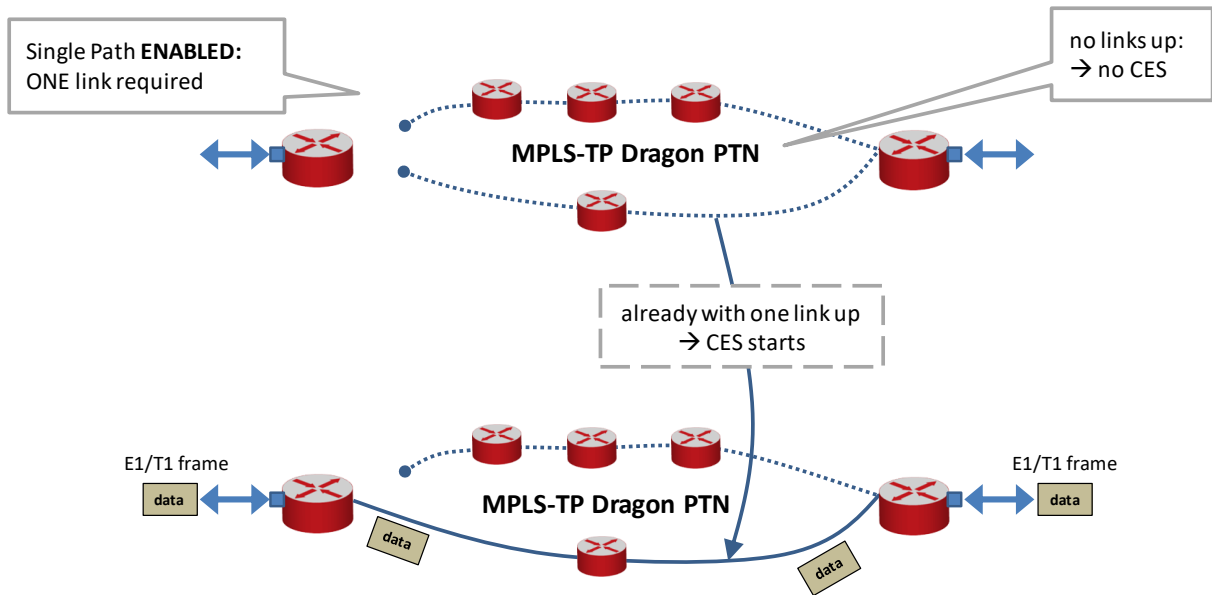 Single Path ENABLED:
ONE link required
no links up:
→ no CES
MPLS-TP Dragon PTN
already with one link up
→ CES starts
E1/T1 frame
data
MPLS-TP Dragon PTN
data
data
E1/T1 frame
data